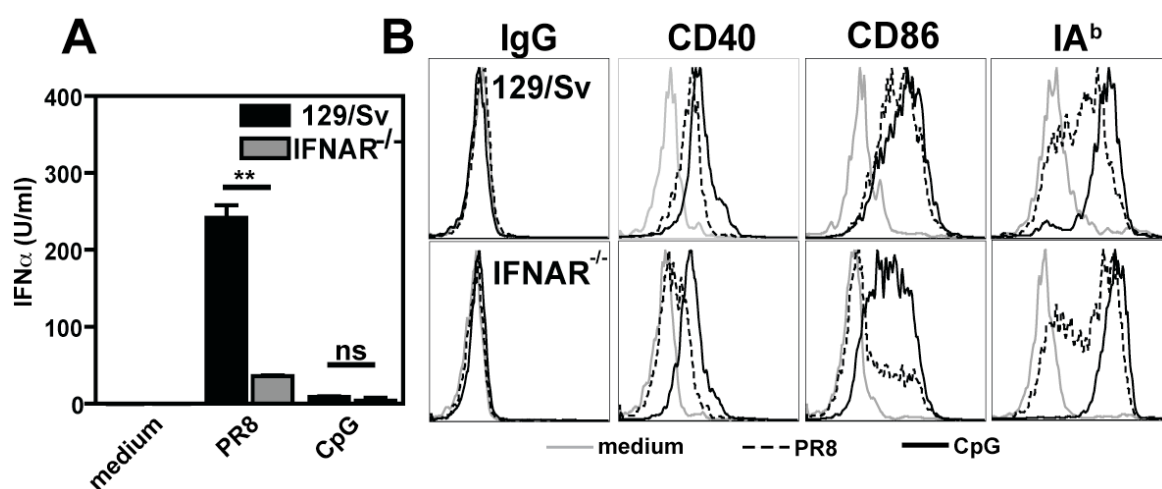 A
IFNα (U/ml)
400
300
200
100
0
129/Sv
IFNAR-/-
**
ns
medium
PR8
CpG
B
IgG
CD40
CD86
IAb
129/Sv
IFNAR-/-
medium
PR8
CpG